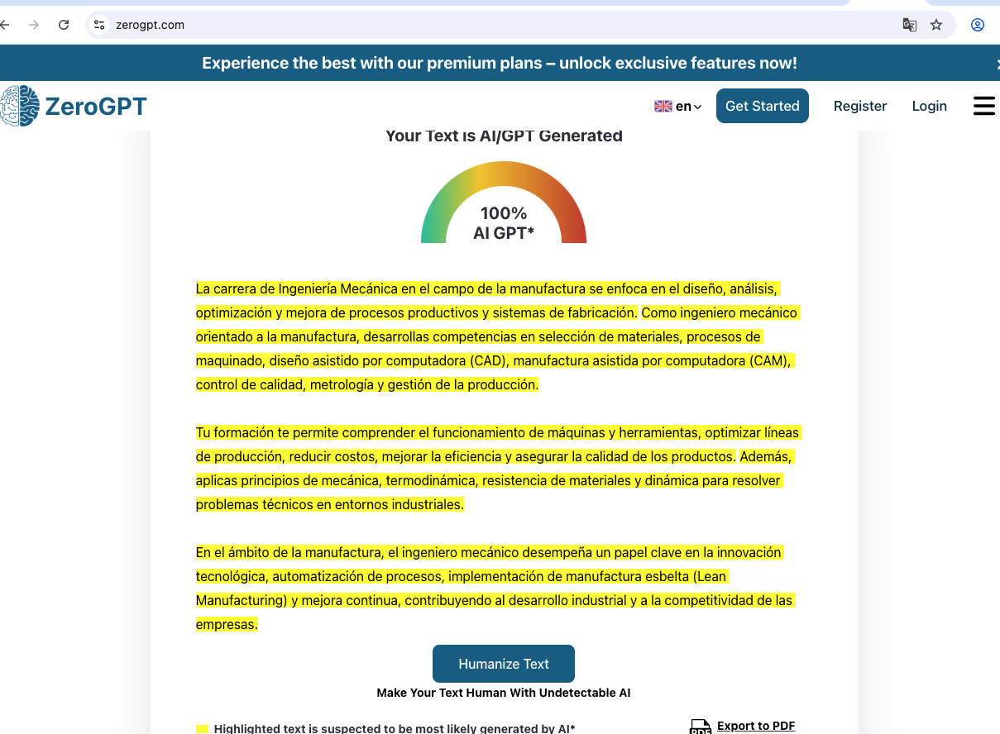 zerogpt.com
Experience the best with our premium plans – unlock exclusive features now!
ZeroGPT
en
Get Started
Register
Login
Your Text is AI/GPT Generated
100%
AI GPT*
La carrera de Ingeniería Mecánica en el campo de la manufactura se enfoca en el diseño, análisis,
optimización y mejora de procesos productivos y sistemas de fabricación. Como ingeniero mecánico
orientado a la manufactura, desarrollas competencias en selección de materiales, procesos de
maquinado, diseño asistido por computadora (CAD), manufactura asistida por computadora (CAM),
control de calidad, metrología y gestión de la producción.
Tu formación te permite comprender el funcionamiento de máquinas y herramientas, optimizar líneas
de producción, reducir costos, mejorar la eficiencia y asegurar la calidad de los productos. Además,
aplicas principios de mecánica, termodinámica, resistencia de materiales y dinámica para resolver
problemas técnicos en entornos industriales.
En el ámbito de la manufactura, el ingeniero mecánico desempeña un papel clave en la innovación
tecnológica, automatización de procesos, implementación de manufactura esbelta (Lean
Manufacturing) y mejora continua, contribuyendo al desarrollo industrial y a la competitividad de las
empresas.
Humanize Text
Make Your Text Human With Undetectable AI
Highlighted text is suspected to be most likely generated by AI*
PDF
Export to PDF